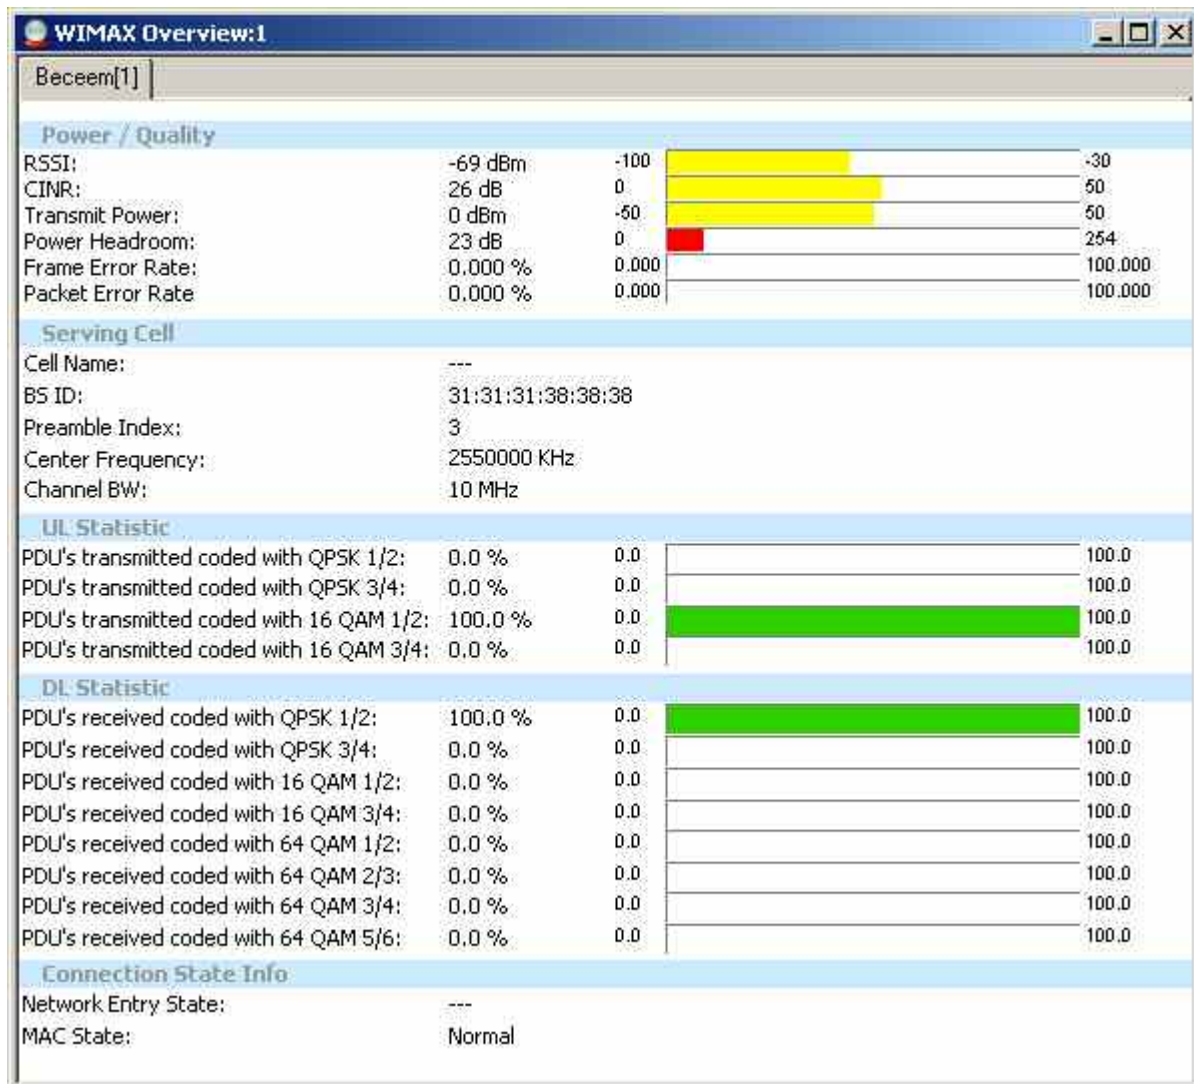 WIMAX Overview:1
Beceem[1]
Power / Quality
RSSI: -69 dBm -100 -30
CINR: 26 dB 0 50
Transmit Power: 0 dBm -50 50
Power Headroom: 23 dB 0 254
Frame Error Rate: 0.000 % 0.000 100.000
Packet Error Rate 0.000 % 0.000 100.000
Serving Cell
Cell Name: ---
BS ID: 31:31:31:38:38:38
Preamble Index: 3
Center Frequency: 2550000 KHz
Channel BW: 10 MHz
UL Statistic
PDU's transmitted coded with QPSK 1/2: 0.0 % 0.0 100.0
PDU's transmitted coded with QPSK 3/4: 0.0 % 0.0 100.0
PDU's transmitted coded with 16 QAM 1/2: 100.0 % 0.0 100.0
PDU's transmitted coded with 16 QAM 3/4: 0.0 % 0.0 100.0
DL Statistic
PDU's received coded with QPSK 1/2: 100.0 % 0.0 100.0
PDU's received coded with QPSK 3/4: 0.0 % 0.0 100.0
PDU's received coded with 16 QAM 1/2: 0.0 % 0.0 100.0
PDU's received coded with 16 QAM 3/4: 0.0 % 0.0 100.0
PDU's received coded with 64 QAM 1/2: 0.0 % 0.0 100.0
PDU's received coded with 64 QAM 2/3: 0.0 % 0.0 100.0
PDU's received coded with 64 QAM 3/4: 0.0 % 0.0 100.0
PDU's received coded with 64 QAM 5/6: 0.0 % 0.0 100.0
Connection State Info
Network Entry State: ---
MAC State: Normal